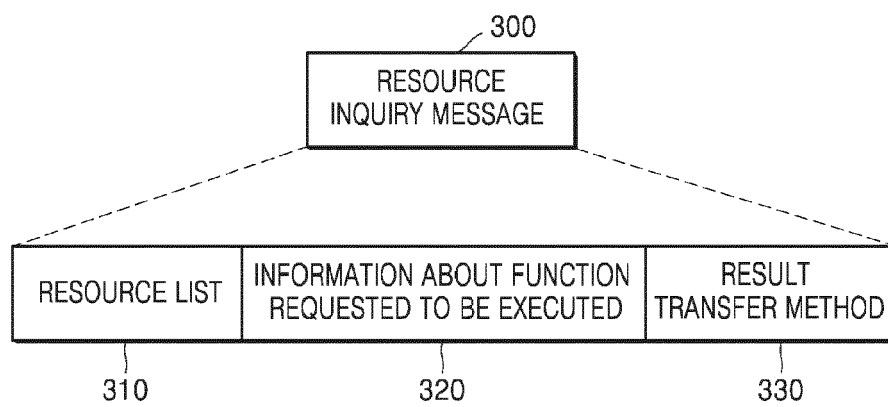 300
RESOURCE
INQUIRY MESSAGE
RESOURCE LIST
INFORMATION ABOUT FUNCTION
REQUESTED TO BE EXECUTED
RESULT
TRANSFER METHOD
310
320
330